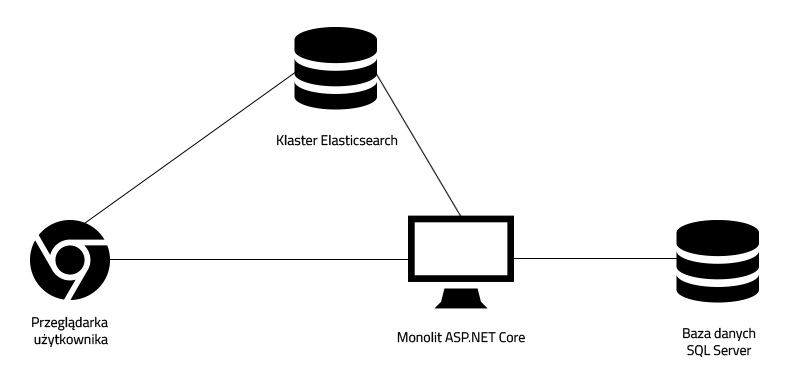 Klaster Elasticsearch
Przeglądarka
użytkownika
Monolit ASP.NET Core
Baza danych
SQL Server